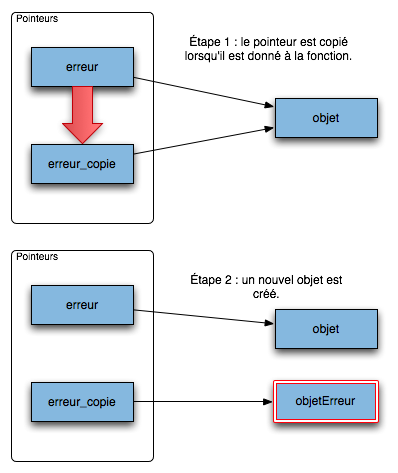 Pointeurs
erreur
Étape 1 : le pointeur est copié
lorsqu'il est donné à la fonction.
objet
erreur_copie
Pointeurs
Étape 2 : un nouvel objet est
créé.
erreur
objet
erreur_copie
objetErreur